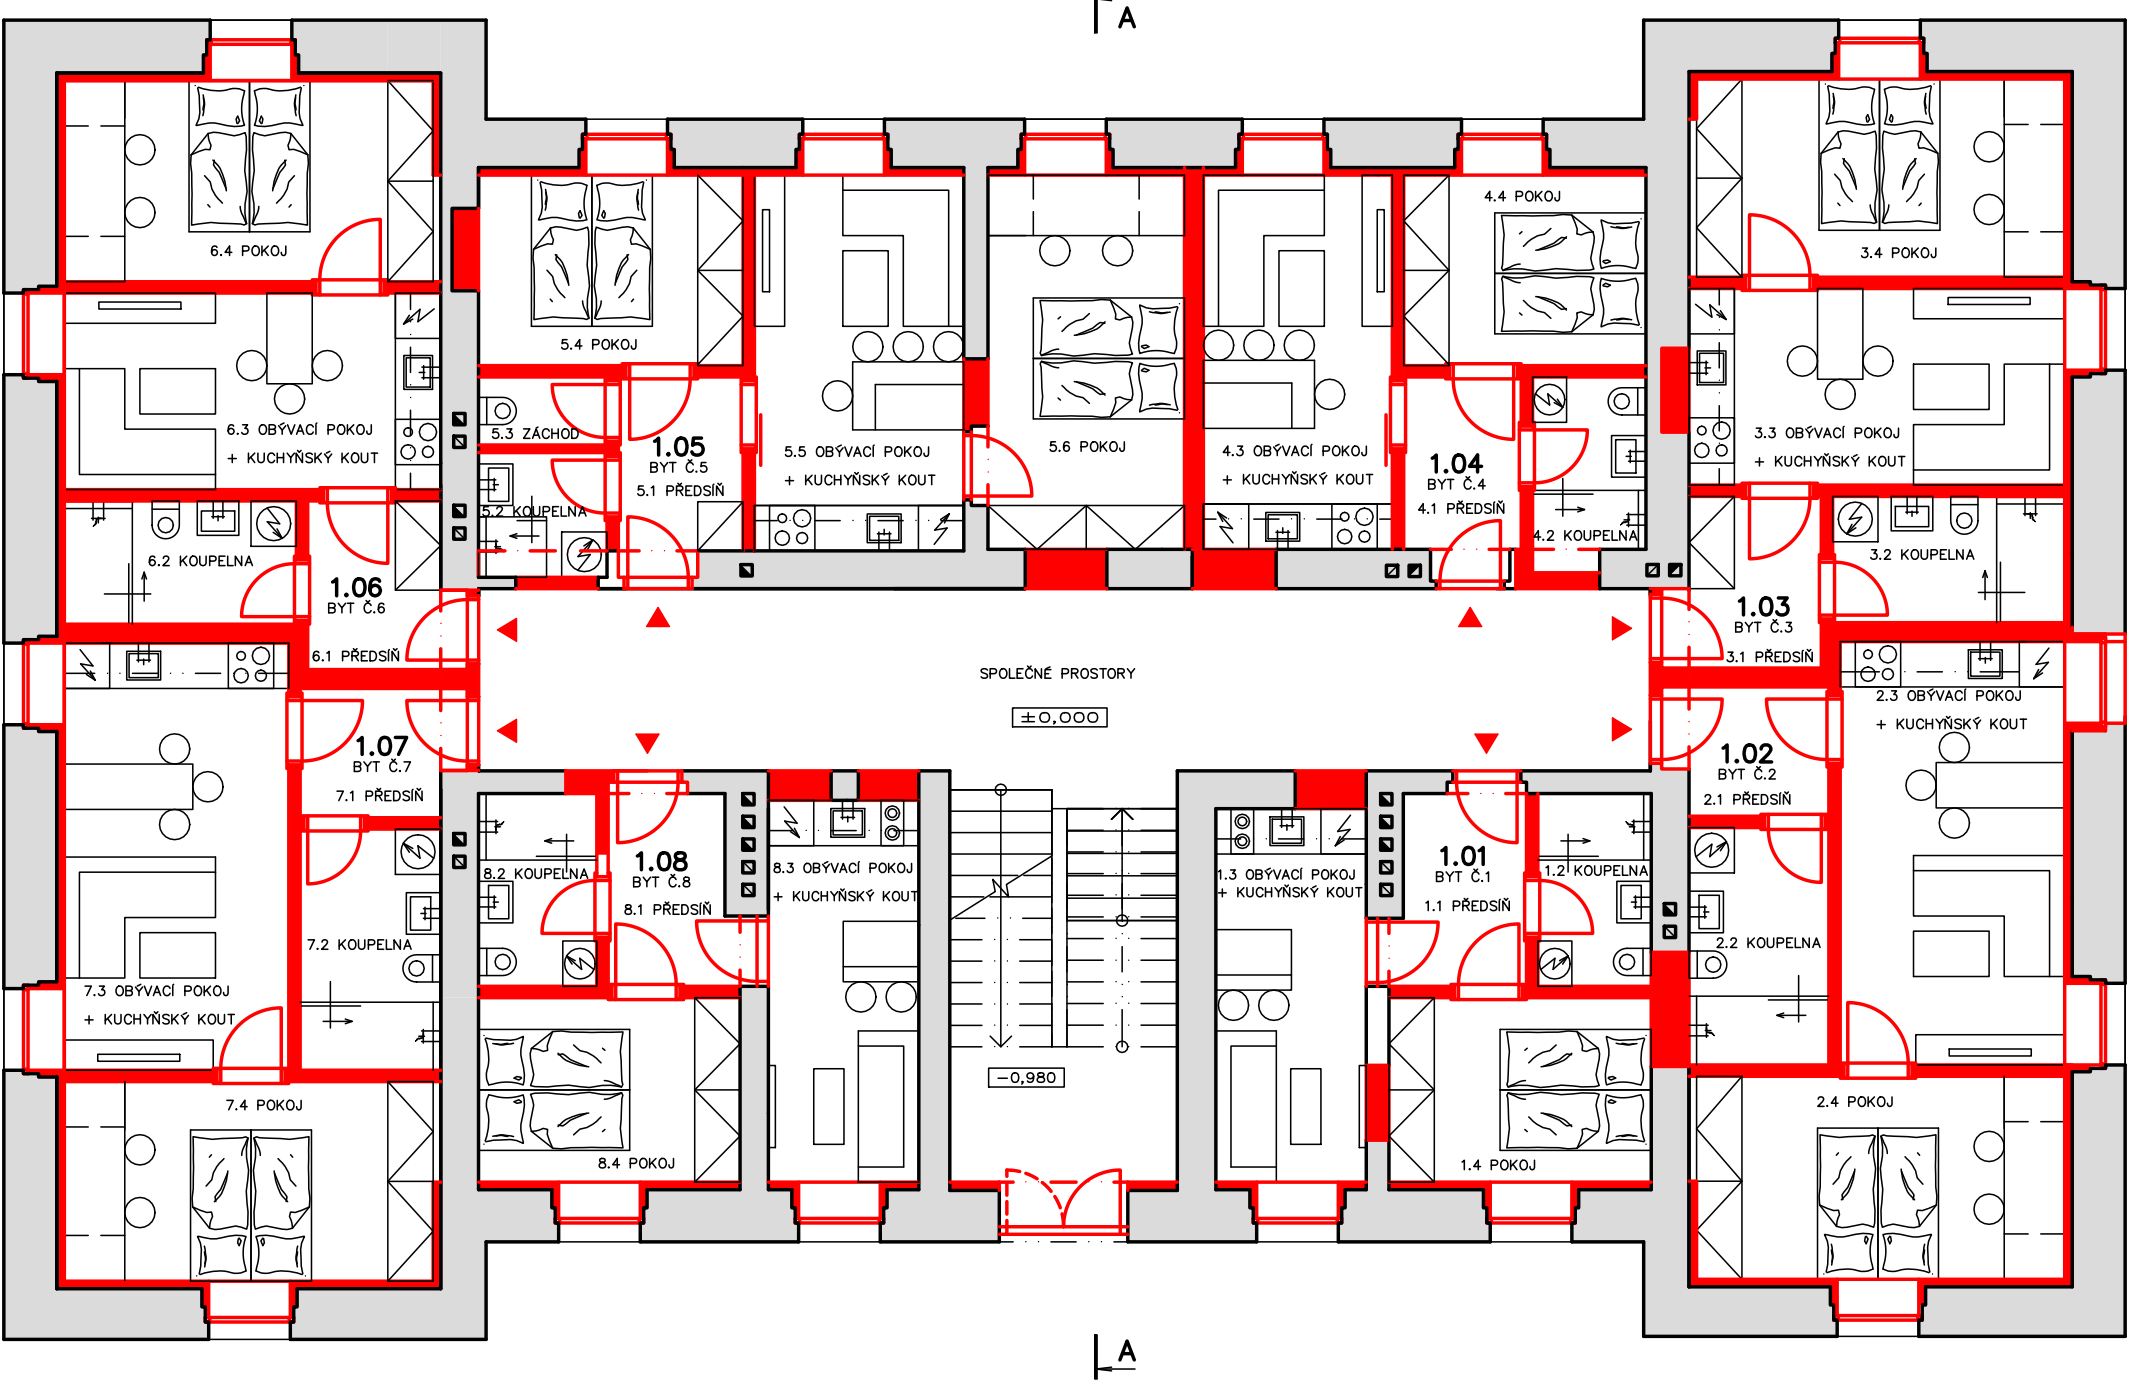 A
6.4 POKOJ
5.4 POKOJ
4.4 POKOJ
3.4 POKOJ
6.3 OBÝVACÍ POKOJ
+ KUCHYŇSKÝ KOUT
5.3 ZÁCHOD
1.05
BYT Č.5
5.1 PŘEDSÍŇ
5.2 KOUPELNA
5.5 OBÝVACÍ POKOJ
+ KUCHYŇSKÝ KOUT
5.6 POKOJ
4.3 OBÝVACÍ POKOJ
+ KUCHYŇSKÝ KOUT
1.04
BYT Č.4
4.1 PŘEDSÍŇ
4.2 KOUPELNA
3.3 OBÝVACÍ POKOJ
+ KUCHYŇSKÝ KOUT
6.2 KOUPELNA
1.06
BYT Č.6
6.1 PŘEDSÍŇ
3.2 KOUPELNA
1.03
BYT Č.3
3.1 PŘEDSÍŇ
SPOLEČNÉ PROSTORY
±0,000
1.07
BYT Č.7
7.1 PŘEDSÍŇ
2.3 OBÝVACÍ POKOJ
+ KUCHYŇSKÝ KOUT
1.02
BYT Č.2
2.1 PŘEDSÍŇ
8.2 KOUPELNA
1.08
BYT Č.8
8.1 PŘEDSÍŇ
8.3 OBÝVACÍ POKOJ
+ KUCHYŇSKÝ KOUT
1.3 OBÝVACÍ POKOJ
+ KUCHYŇSKÝ KOUT
1.01
BYT Č.1
1.1 PŘEDSÍŇ
1.2 KOUPELNA
7.2 KOUPELNA
2.2 KOUPELNA
7.3 OBÝVACÍ POKOJ
+ KUCHYŇSKÝ KOUT
-0,980
7.4 POKOJ
8.4 POKOJ
1.4 POKOJ
2.4 POKOJ
A